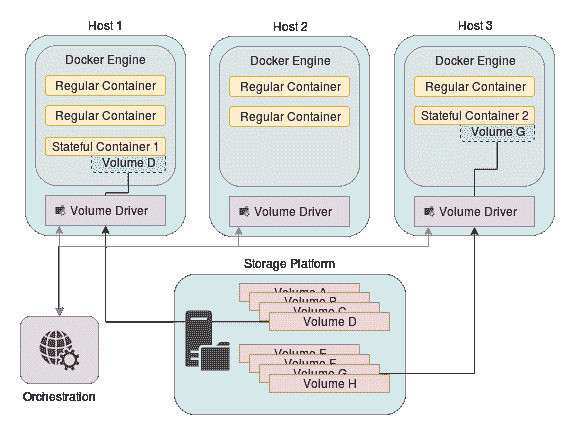 Host 1
Docker Engine
Regular Container
Regular Container
Stateful Container 1
Volume D
Volume Driver
Host 2
Docker Engine
Regular Container
Regular Container
Volume Driver
Host 3
Docker Engine
Regular Container
Stateful Container 2
Volume G
Volume Driver
Storage Platform
Volume A
Volume B
Volume C
Volume D
Volume E
Volume F
Volume G
Volume H
Orchestration